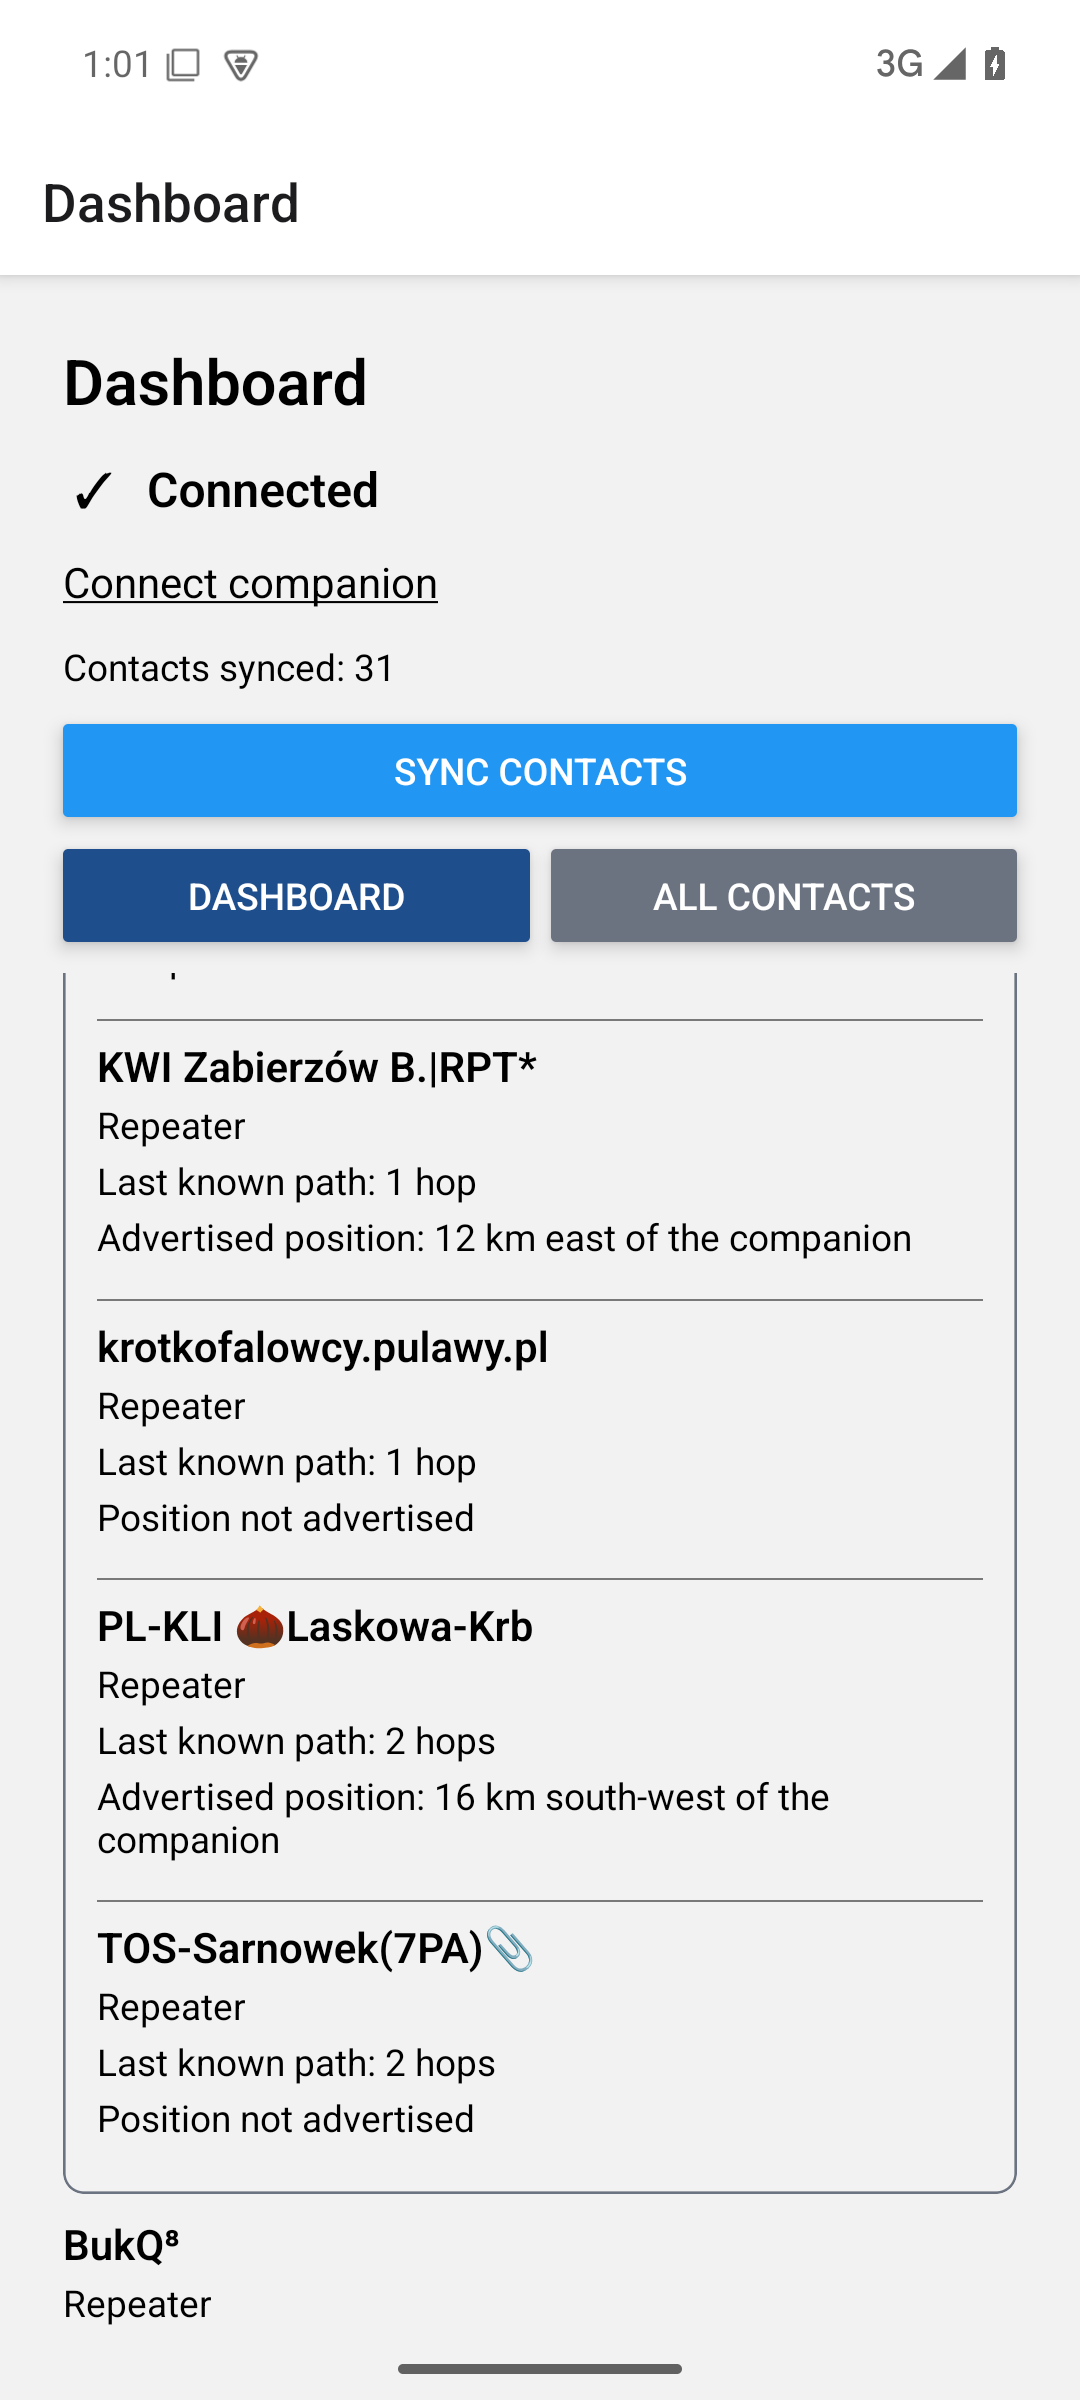 1:01
3G
Dashboard
Dashboard
✓ Connected
Connect companion
Contacts synced: 31
SYNC CONTACTS
DASHBOARD
ALL CONTACTS
KWI Zabierzów B.|RPT*
Repeater
Last known path: 1 hop
Advertised position: 12 km east of the companion
krotkofalowcy.pulawy.pl
Repeater
Last known path: 1 hop
Position not advertised
PL-KLI 🌰Laskowa-Krb
Repeater
Last known path: 2 hops
Advertised position: 16 km south-west of the
companion
TOS-Sarnowek(7PA)📎
Repeater
Last known path: 2 hops
Position not advertised
BukQ⁸
Repeater